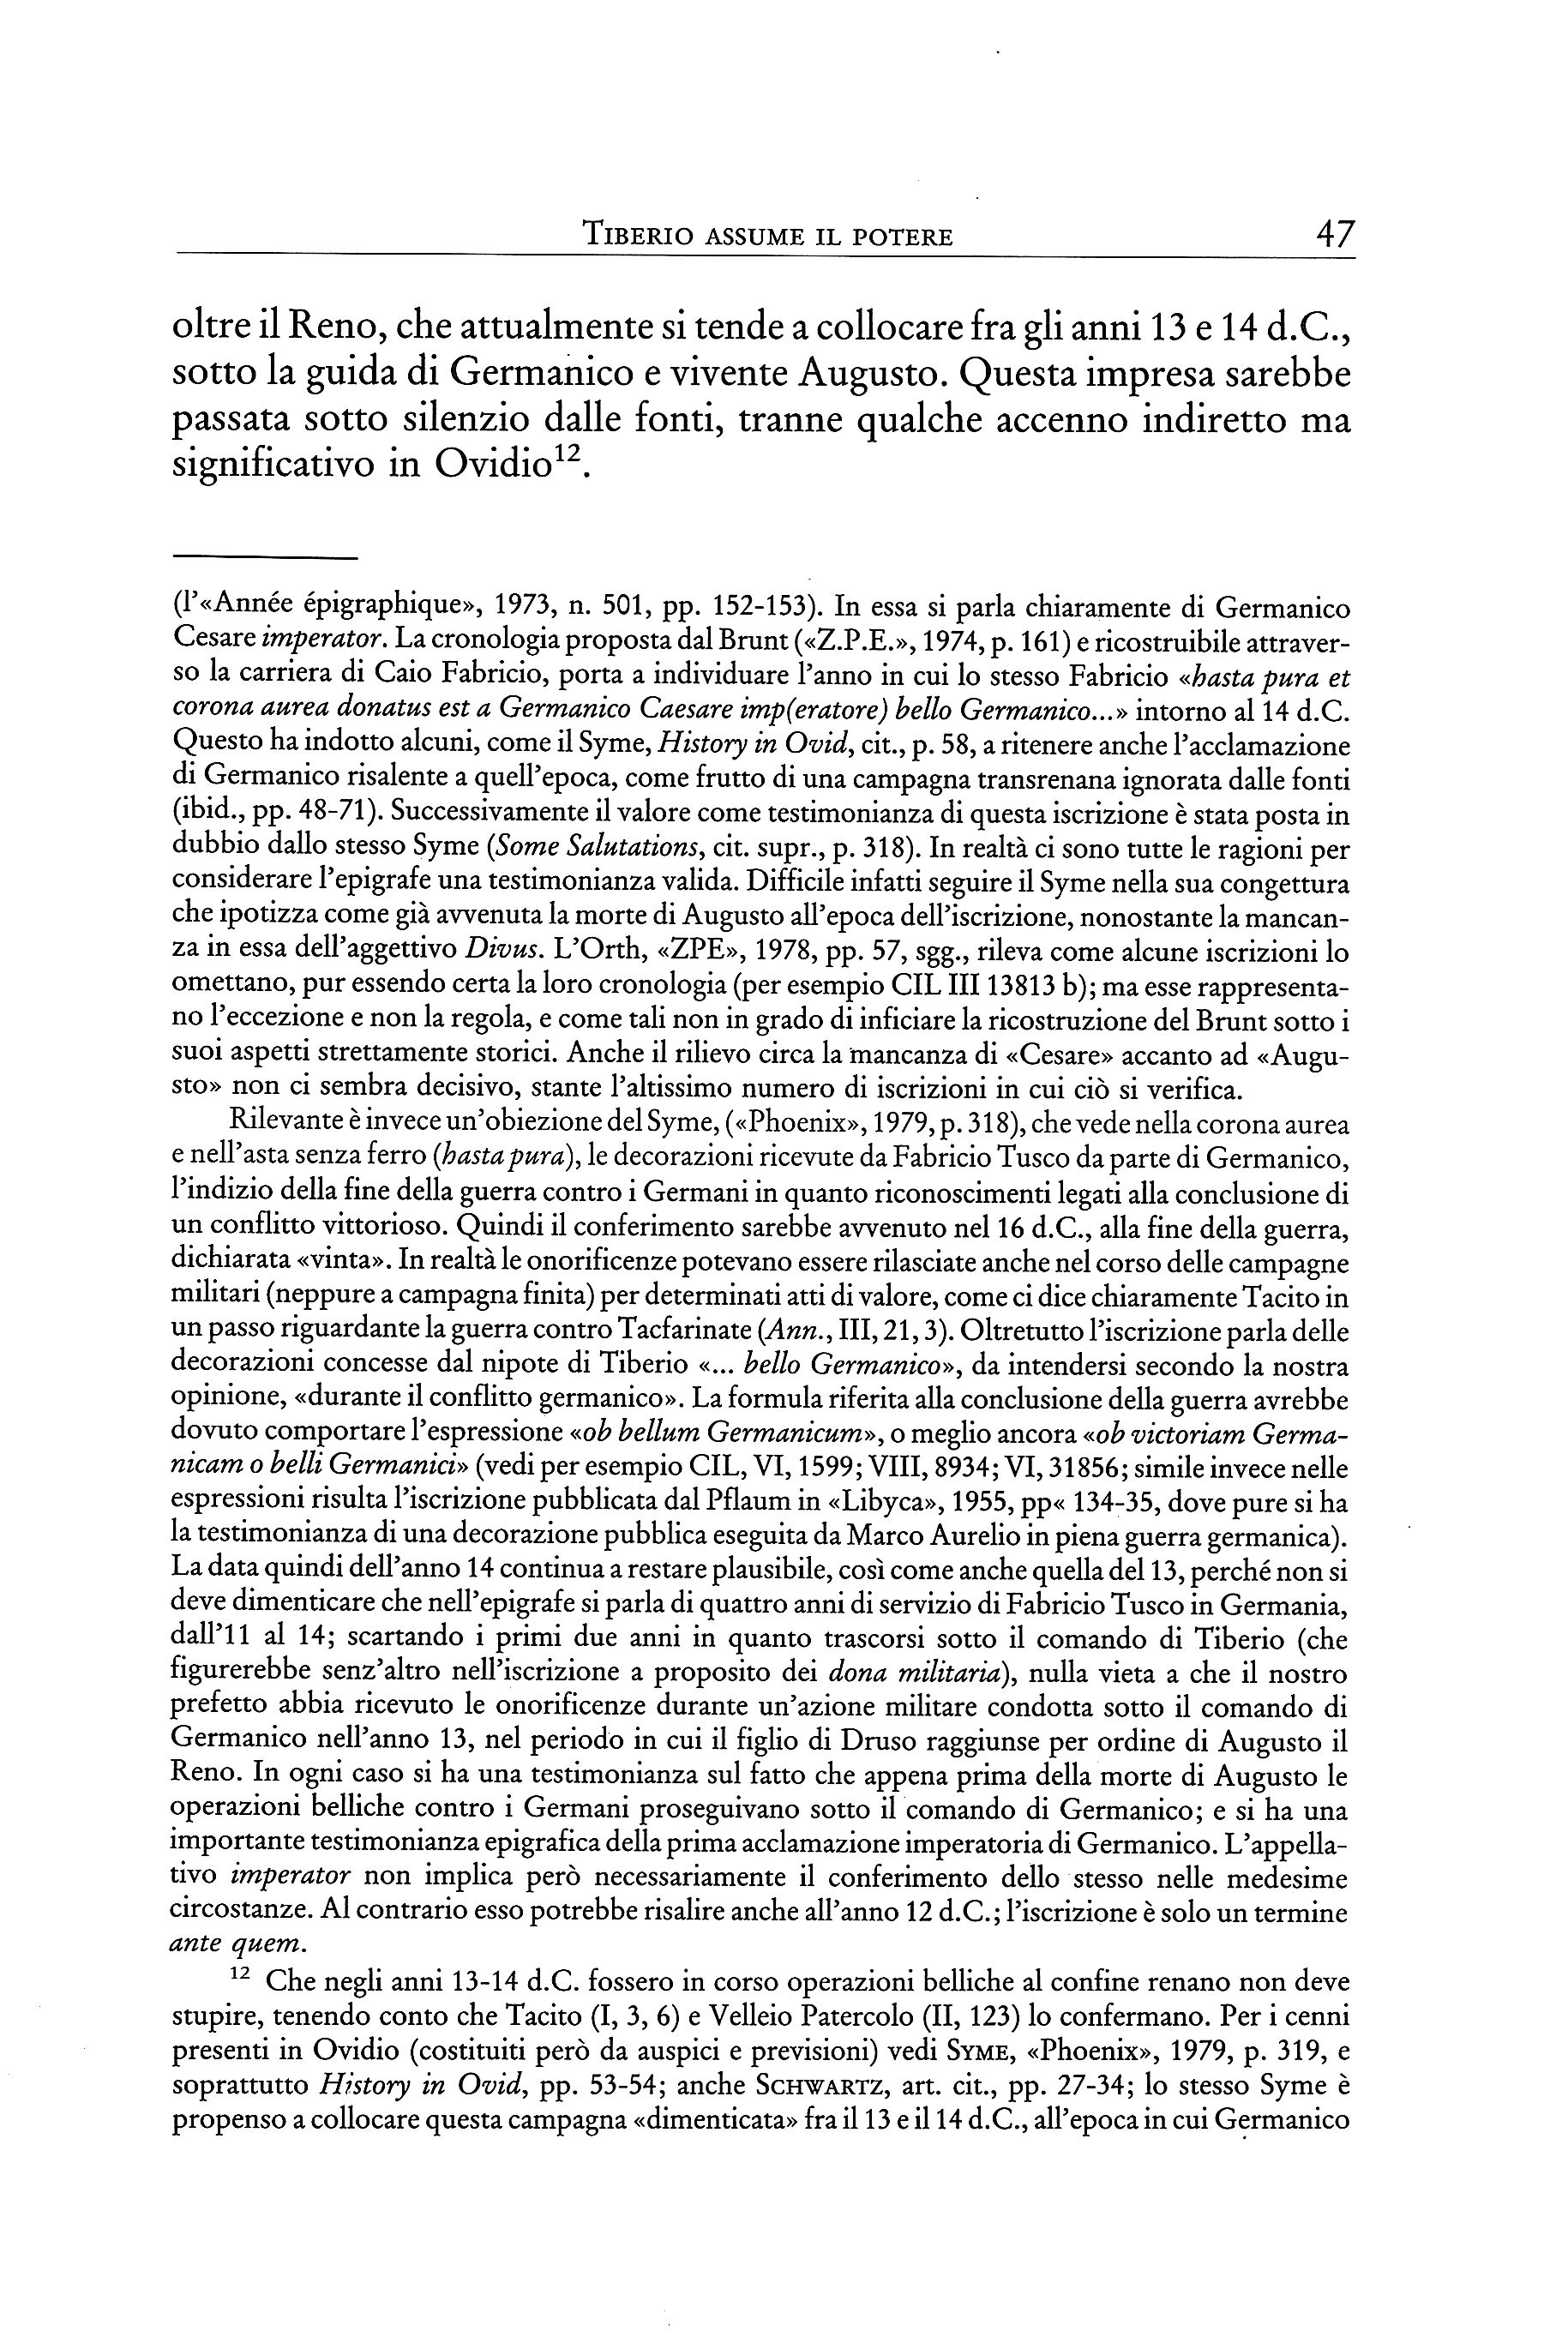 TIBERIO ASSUME IL POTERE 47
oltre il Reno, che attualmente si tende a collocare fra gli anni 13 e 14 d.C.,
sotto la guida di Germanico e vivente Augusto. Questa impresa sarebbe
passata sotto silenzio dalle fonti, tranne qualche accenno indiretto ma
significativo in Ovidio¹².
(l'«Année épigraphique», 1973, n. 501, pp. 152-153). In essa si parla chiaramente di Germanico
Cesare imperator. La cronologia proposta dal Brunt («Z.P.E.», 1974, p. 161) e ricostruibile attraver-
so la carriera di Caio Fabricio, porta a individuare l'anno in cui lo stesso Fabricio «hasta pura et
corona aurea donatus est a Germanico Caesare imp(eratore) bello Germanico...» intorno al 14 d.C.
Questo ha indotto alcuni, come il Syme, History in Ovid, cit., p. 58, a ritenere anche l'acclamazione
di Germanico risalente a quell'epoca, come frutto di una campagna transrenana ignorata dalle fonti
(ibid., pp. 48-71). Successivamente il valore come testimonianza di questa iscrizione è stata posta in
dubbio dallo stesso Syme (Some Salutations, cit. supr., p. 318). In realtà ci sono tutte le ragioni per
considerare l'epigrafe una testimonianza valida. Difficile infatti seguire il Syme nella sua congettura
che ipotizza come già avvenuta la morte di Augusto all'epoca dell'iscrizione, nonostante la mancan-
za in essa dell'aggettivo Divus. L'Orth, «ZPE», 1978, pp. 57, sgg., rileva come alcune iscrizioni lo
omettano, pur essendo certa la loro cronologia (per esempio CIL III 13813 b); ma esse rappresenta-
no l'eccezione e non la regola, e come tali non in grado di inficiare la ricostruzione del Brunt sotto i
suoi aspetti strettamente storici. Anche il rilievo circa la mancanza di «Cesare» accanto ad «Augu-
sto» non ci sembra decisivo, stante l'altissimo numero di iscrizioni in cui ciò si verifica.
Rilevante è invece un'obiezione del Syme, («Phoenix», 1979, p. 318), che vede nella corona aurea
e nell'asta senza ferro (hasta pura), le decorazioni ricevute da Fabricio Tusco da parte di Germanico,
l'indizio della fine della guerra contro i Germani in quanto riconoscimenti legati alla conclusione di
un conflitto vittorioso. Quindi il conferimento sarebbe avvenuto nel 16 d.C., alla fine della guerra,
dichiarata «vinta». In realtà le onorificenze potevano essere rilasciate anche nel corso delle campagne
militari (neppure a campagna finita) per determinati atti di valore, come ci dice chiaramente Tacito in
un passo riguardante la guerra contro Tacfarinate (Ann., III, 21, 3). Oltretutto l'iscrizione parla delle
decorazioni concesse dal nipote di Tiberio «... bello Germanico», da intendersi secondo la nostra
opinione, «durante il conflitto germanico». La formula riferita alla conclusione della guerra avrebbe
dovuto comportare l'espressione «ob bellum Germanicum», o meglio ancora «ob victoriam Germa-
nicam o belli Germanici» (vedi per esempio CIL, VI, 1599; VIII, 8934; VI, 31856; simile invece nelle
espressioni risulta l'iscrizione pubblicata dal Pflaum in «Libyca», 1955, pp« 134-35, dove pure si ha
la testimonianza di una decorazione pubblica eseguita da Marco Aurelio in piena guerra germanica).
La data quindi dell'anno 14 continua a restare plausibile, così come anche quella del 13, perché non si
deve dimenticare che nell'epigrafe si parla di quattro anni di servizio di Fabricio Tusco in Germania,
dall'11 al 14; scartando i primi due anni in quanto trascorsi sotto il comando di Tiberio (che
figurerebbe senz'altro nell'iscrizione a proposito dei dona militaria), nulla vieta a che il nostro
prefetto abbia ricevuto le onorificenze durante un'azione militare condotta sotto il comando di
Germanico nell'anno 13, nel periodo in cui il figlio di Druso raggiunse per ordine di Augusto il
Reno. In ogni caso si ha una testimonianza sul fatto che appena prima della morte di Augusto le
operazioni belliche contro i Germani proseguivano sotto il comando di Germanico; e si ha una
importante testimonianza epigrafica della prima acclamazione imperatoria di Germanico. L'appella-
tivo imperator non implica però necessariamente il conferimento dello stesso nelle medesime
circostanze. Al contrario esso potrebbe risalire anche all'anno 12 d.C.; l'iscrizione è solo un termine
ante quem.
¹² Che negli anni 13-14 d.C. fossero in corso operazioni belliche al confine renano non deve
stupire, tenendo conto che Tacito (I, 3, 6) e Velleio Patercolo (II, 123) lo confermano. Per i cenni
presenti in Ovidio (costituiti però da auspici e previsioni) vedi SYME, «Phoenix», 1979, p. 319, e
soprattutto History in Ovid, pp. 53-54; anche SCHWARTZ, art. cit., pp. 27-34; lo stesso Syme è
propenso a collocare questa campagna «dimenticata» fra il 13 e il 14 d.C., all'epoca in cui Germanico